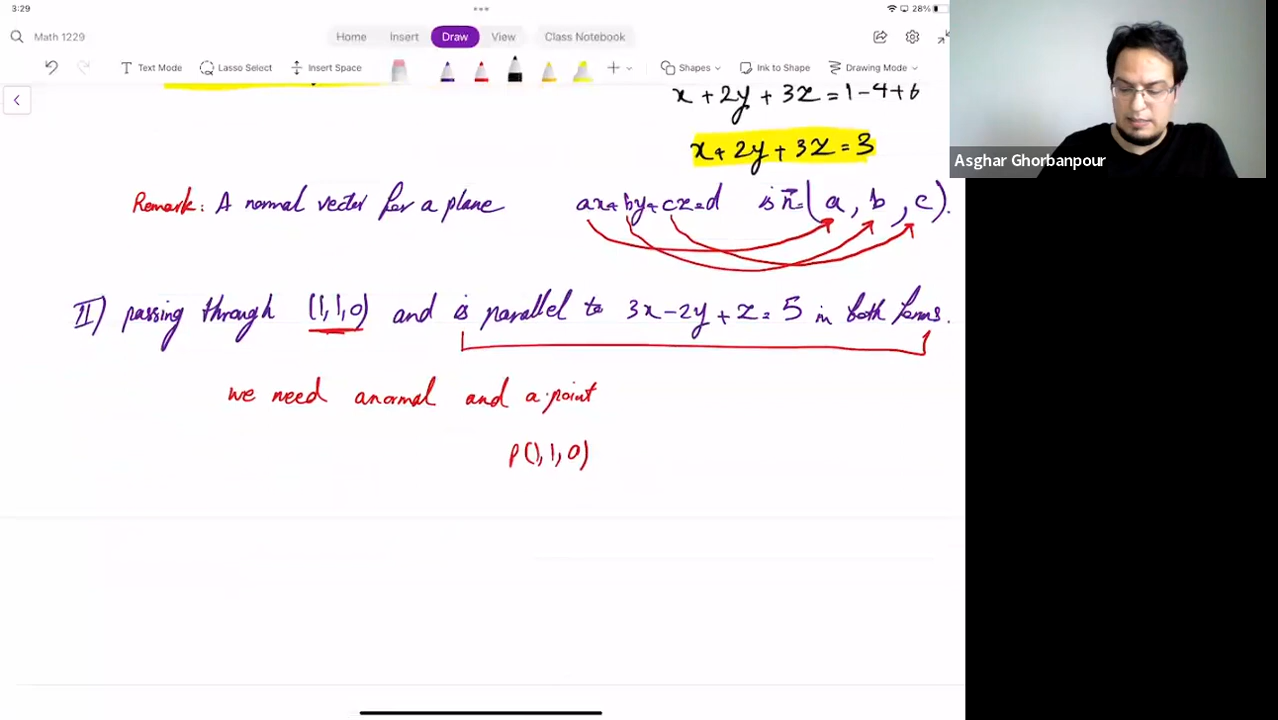 3:29
28%
Math 1229
Home Insert Draw View Class Notebook
Text Mode Lasso Select Insert Space Shapes Ink to Shape Drawing Mode
x + 2y + 3z = 1 - 4 + 6
x + 2y + 3z = 3
Asghar Ghorbanpour
Remark: A normal vector for a plane ax + by + cz = d is n⃗ = (a, b, c).
II) passing through (1, 1, 0) and is parallel to 3x - 2y + z = 5 in both forms.
we need a normal and a point
P(1, 1, 0)